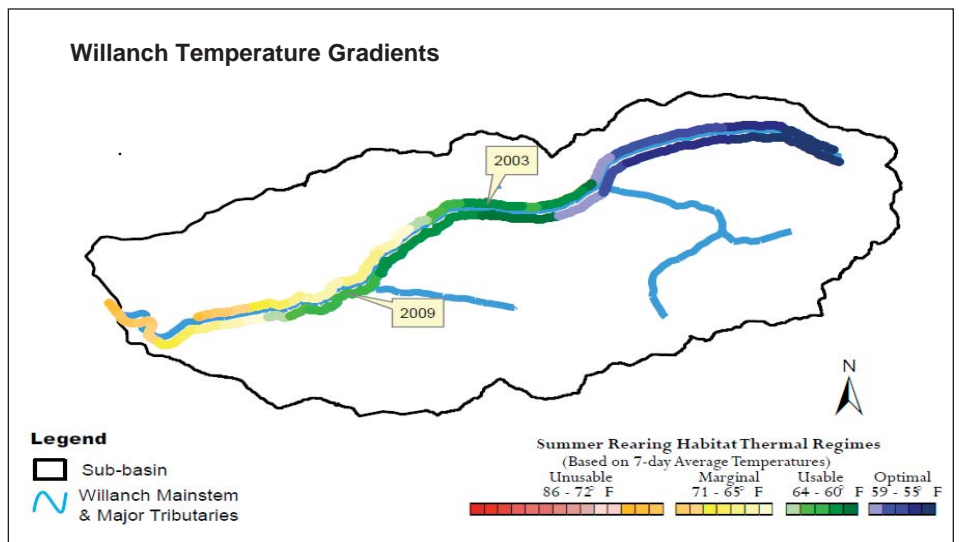 Willanch Temperature Gradients
2003
2009
N
Legend
Sub-basin
Willanch Mainstem
& Major Tributaries
Summer Rearing Habitat Thermal Regimes
(Based on 7-day Average Temperatures)
Unusable Marginal Usable Optimal
86 - 72° F 71 - 65° F 64 - 60° F 59 - 55° F